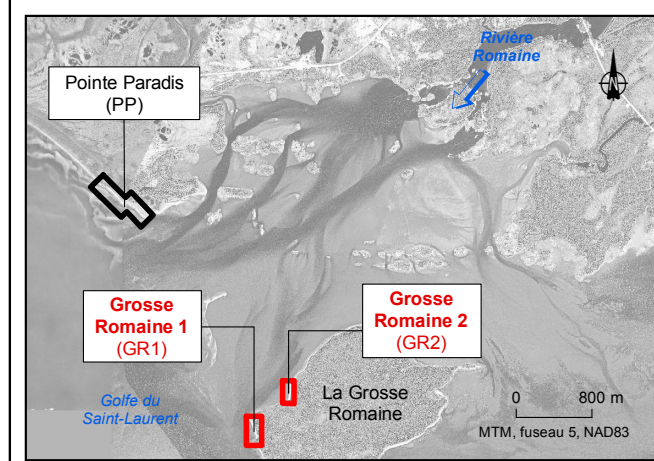 Rivière
Romaine
Pointe Paradis
(PP)
Grosse
Romaine 1
(GR1)
Grosse
Romaine 2
(GR2)
La Grosse
Romaine
Golfe du
Saint-Laurent
0 800 m
MTM, fuseau 5, NAD83